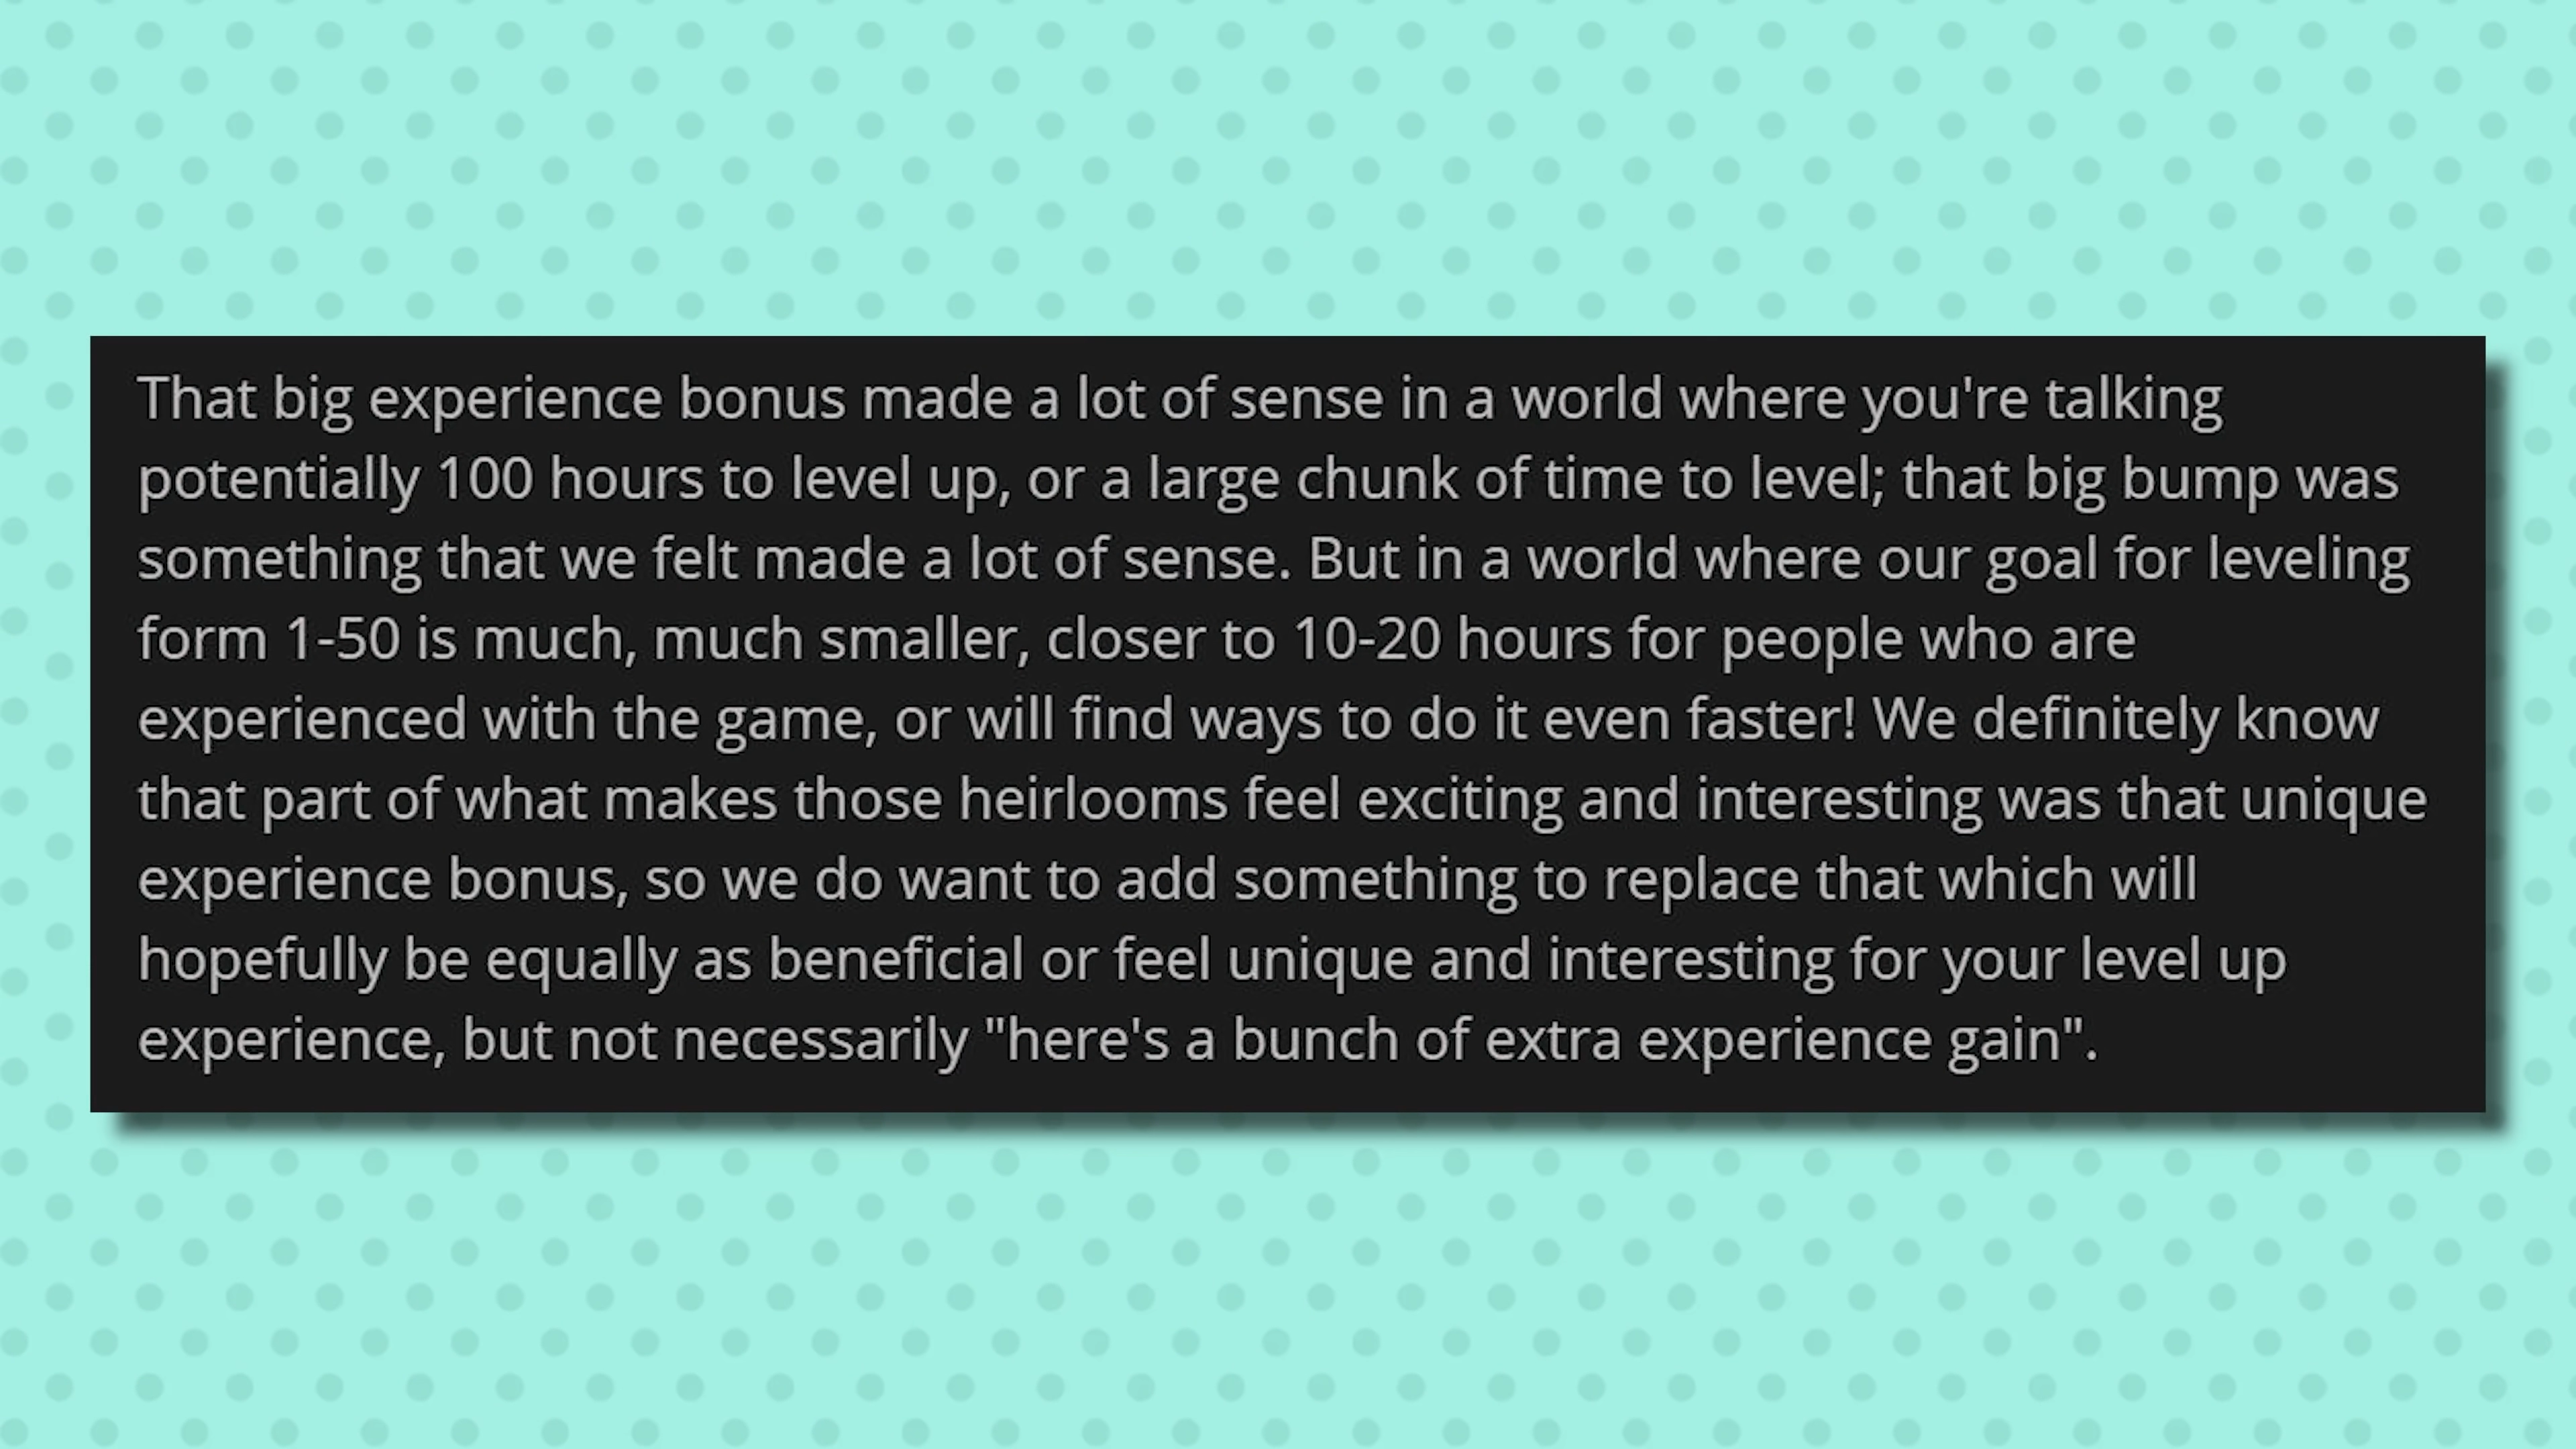 That big experience bonus made a lot of sense in a world where you're talking
potentially 100 hours to level up, or a large chunk of time to level; that big bump was
something that we felt made a lot of sense. But in a world where our goal for leveling
form 1-50 is much, much smaller, closer to 10-20 hours for people who are
experienced with the game, or will find ways to do it even faster! We definitely know
that part of what makes those heirlooms feel exciting and interesting was that unique
experience bonus, so we do want to add something to replace that which will
hopefully be equally as beneficial or feel unique and interesting for your level up
experience, but not necessarily "here's a bunch of extra experience gain".